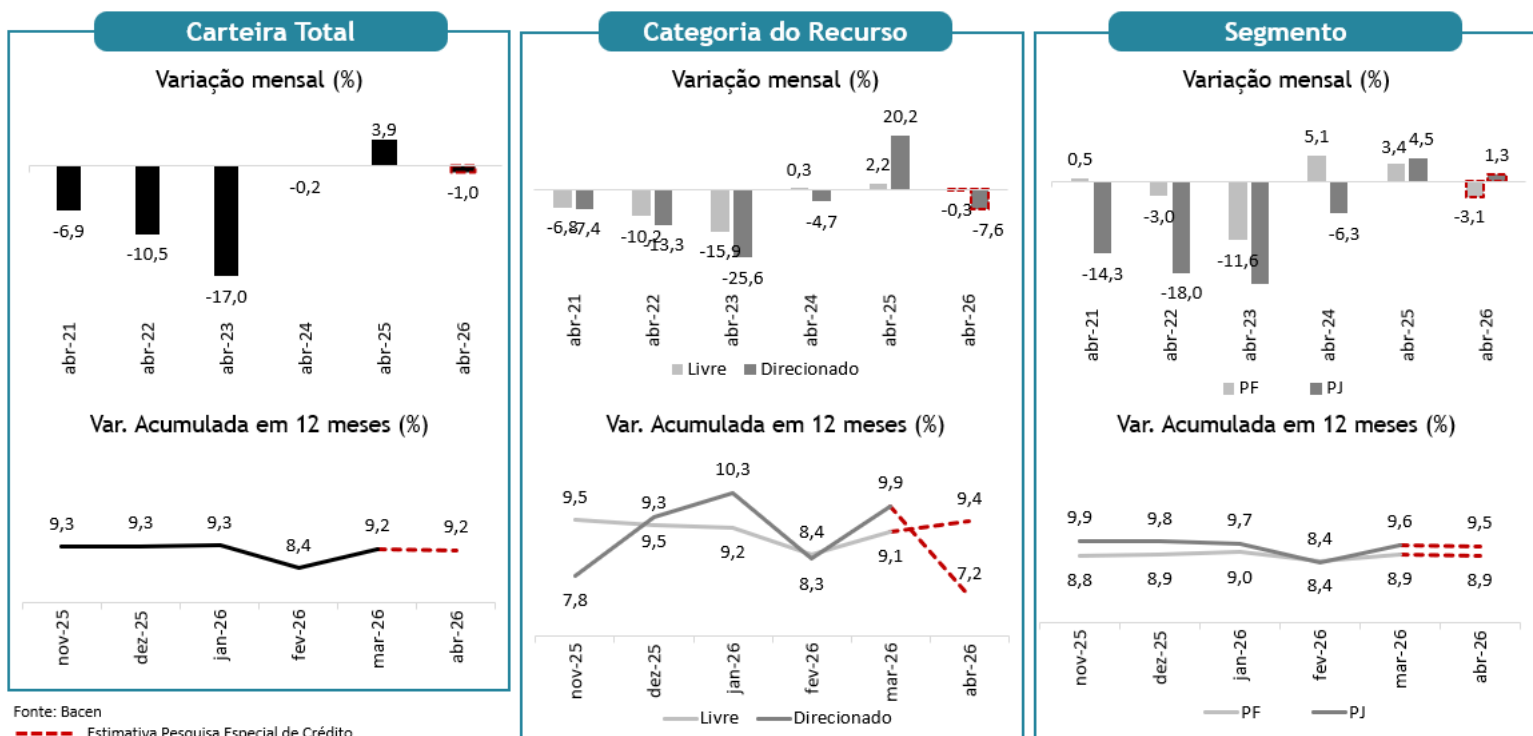 Carteira Total
Variação mensal (%)
3,9
-0,2
-1,0
-6,9
-10,5
-17,0
abr-21 abr-22 abr-23 abr-24 abr-25 abr-26
Var. Acumulada em 12 meses (%)
9,3 9,3 9,3 8,4 9,2 9,2
nov-25 dez-25 jan-26 fev-26 mar-26 abr-26
Fonte: Bacen
Estimativa Pesquisa Especial de Crédito
Categoria do Recurso
Variação mensal (%)
20,2
0,3 2,2
-6,8 -7,4 -4,7 -0,3
-10,2 -13,3 -7,6
-15,9
-25,6
abr-21 abr-22 abr-23 abr-24 abr-25 abr-26
Livre Direcionado
Var. Acumulada em 12 meses (%)
10,3
9,5 9,3 8,4 9,9 9,4
9,5 9,2 8,3 9,1 7,2
7,8
nov-25 dez-25 jan-26 fev-26 mar-26 abr-26
Livre Direcionado
Segmento
Variação mensal (%)
5,1
0,5 3,4 4,5 1,3
-3,0 -11,6 -6,3 -3,1
-14,3 -18,0
abr-21 abr-22 abr-23 abr-24 abr-25 abr-26
PF PJ
Var. Acumulada em 12 meses (%)
9,9 9,8 9,7 8,4 9,6 9,5
8,8 8,9 9,0 8,4 8,9 8,9
nov-25 dez-25 jan-26 fev-26 mar-26 abr-26
PF PJ